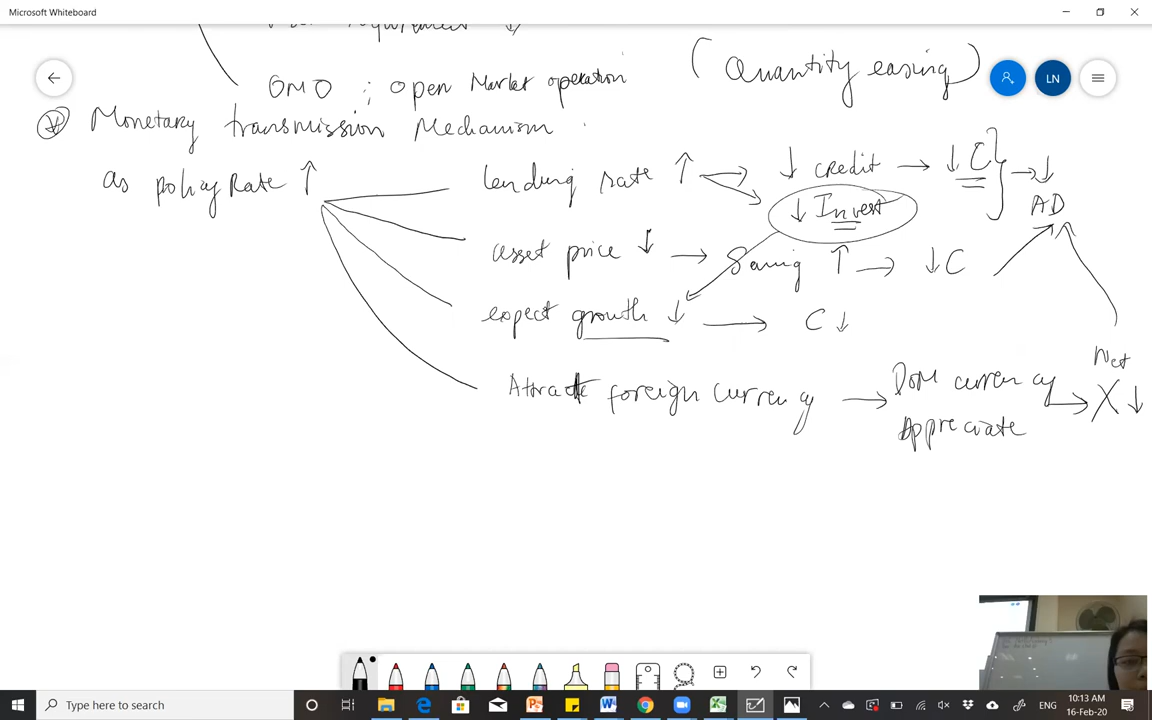 Microsoft Whiteboard
requirement ↓
(Quantity easing)
OMO : open Market operation
LN
Monetary transmission Mechanism
as policy Rate ↑
lending rate ↑ → ↓ credit → ↓ C } → ↓ AD
↓ Invest
asset price ↓ → Saving ↑ → ↓ C
expect growth ↓ → C ↓
Attract foreign currency → Dom currency Appreciate → Net X ↓
Type here to search
ENG
10:13 AM
16-Feb-20